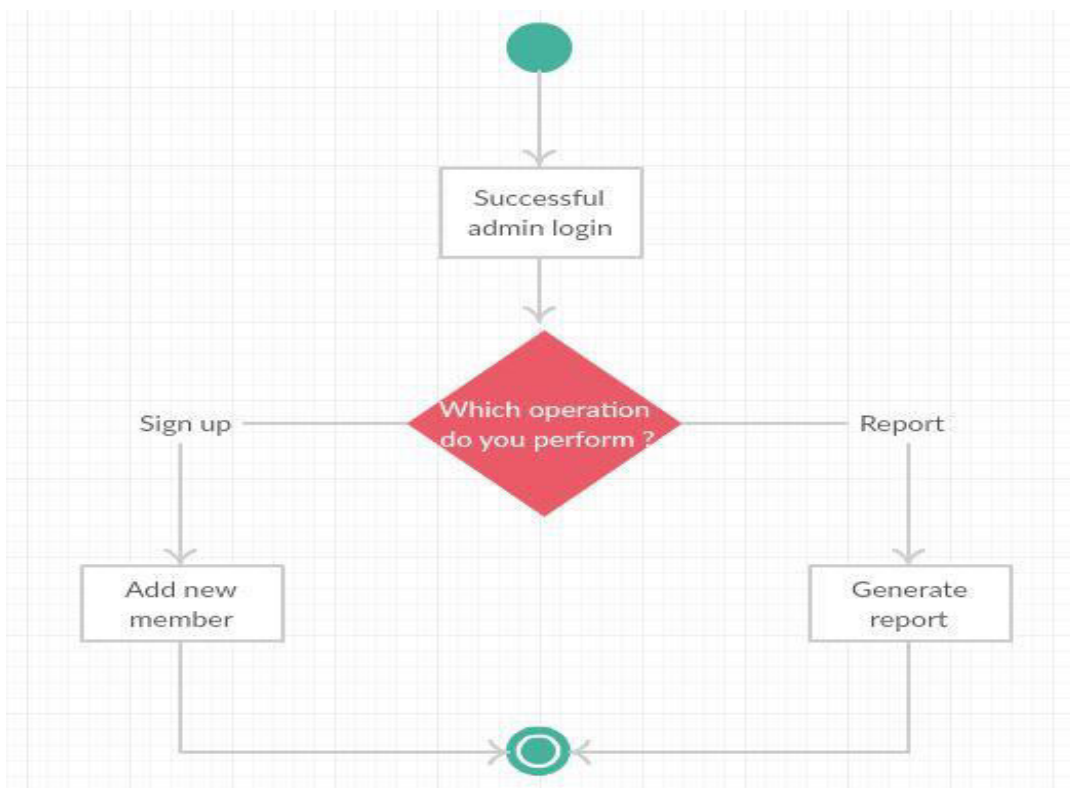 Successful
admin login
Which operation
do you perform ?
Sign up
Report
Add new
member
Generate
report